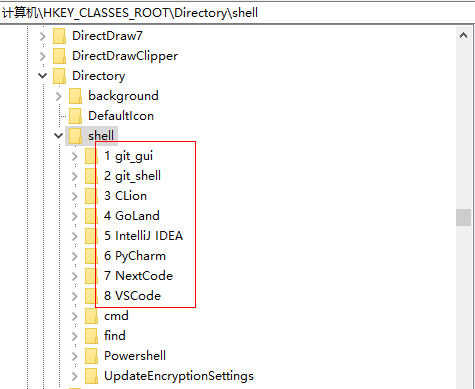 计算机\HKEY_CLASSES_ROOT\Directory\shell
DirectDraw7
DirectDrawClipper
Directory
background
DefaultIcon
shell
1 git_gui
2 git_shell
3 CLion
4 GoLand
5 IntelliJ IDEA
6 PyCharm
7 NextCode
8 VSCode
cmd
find
Powershell
UpdateEncryptionSettings